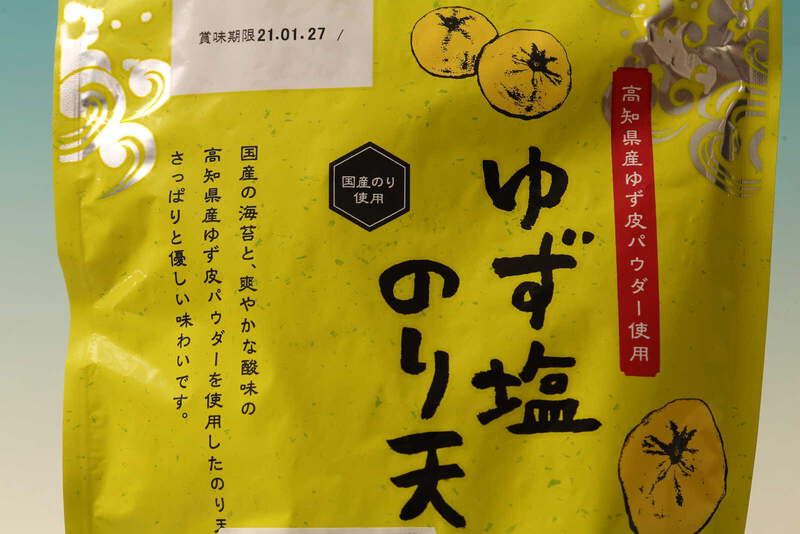 賞味期限21.01.27 /
高知県産ゆず皮パウダー使用
ゆず塩
のり天
国産のり
使用
国産の海苔と、爽やかな酸味の
高知県産ゆず皮パウダーを使用したのり天
さっぱりと優しい味わいです。